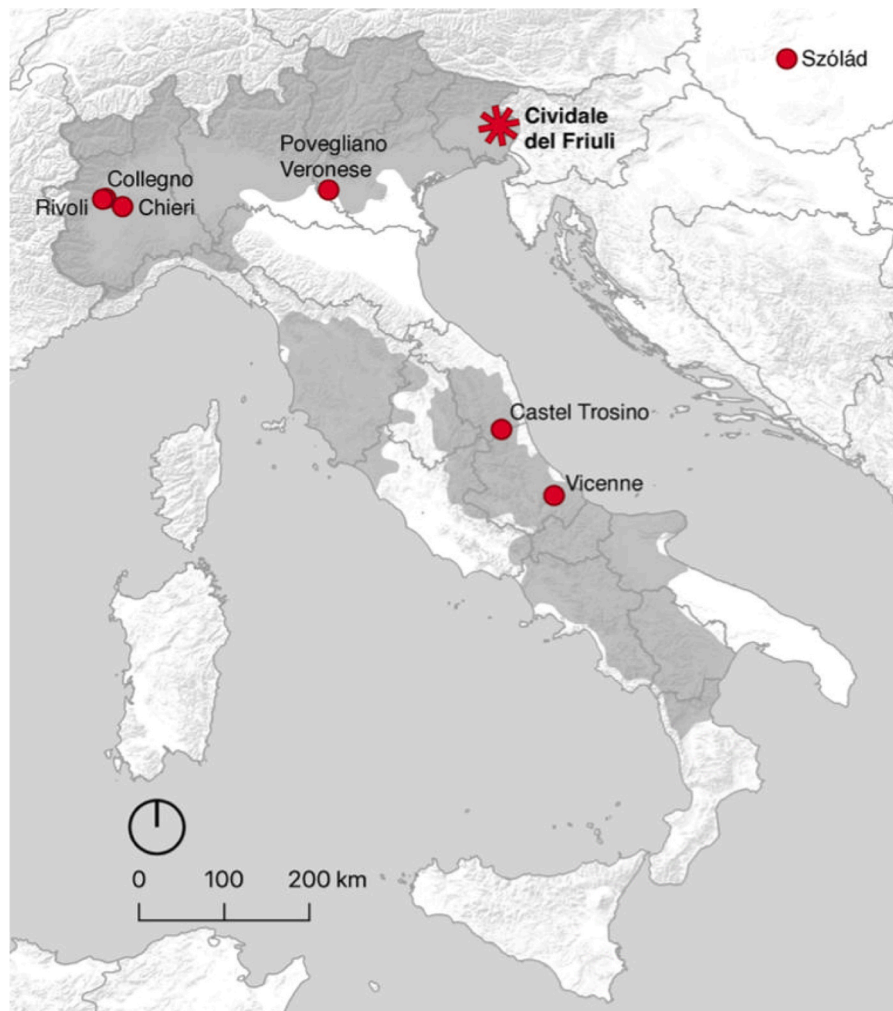 Szólád
Cividale
del Friuli
Povegliano
Veronese
Collegno
Rivoli
Chieri
Castel Trosino
Vicenne
0 100 200 km